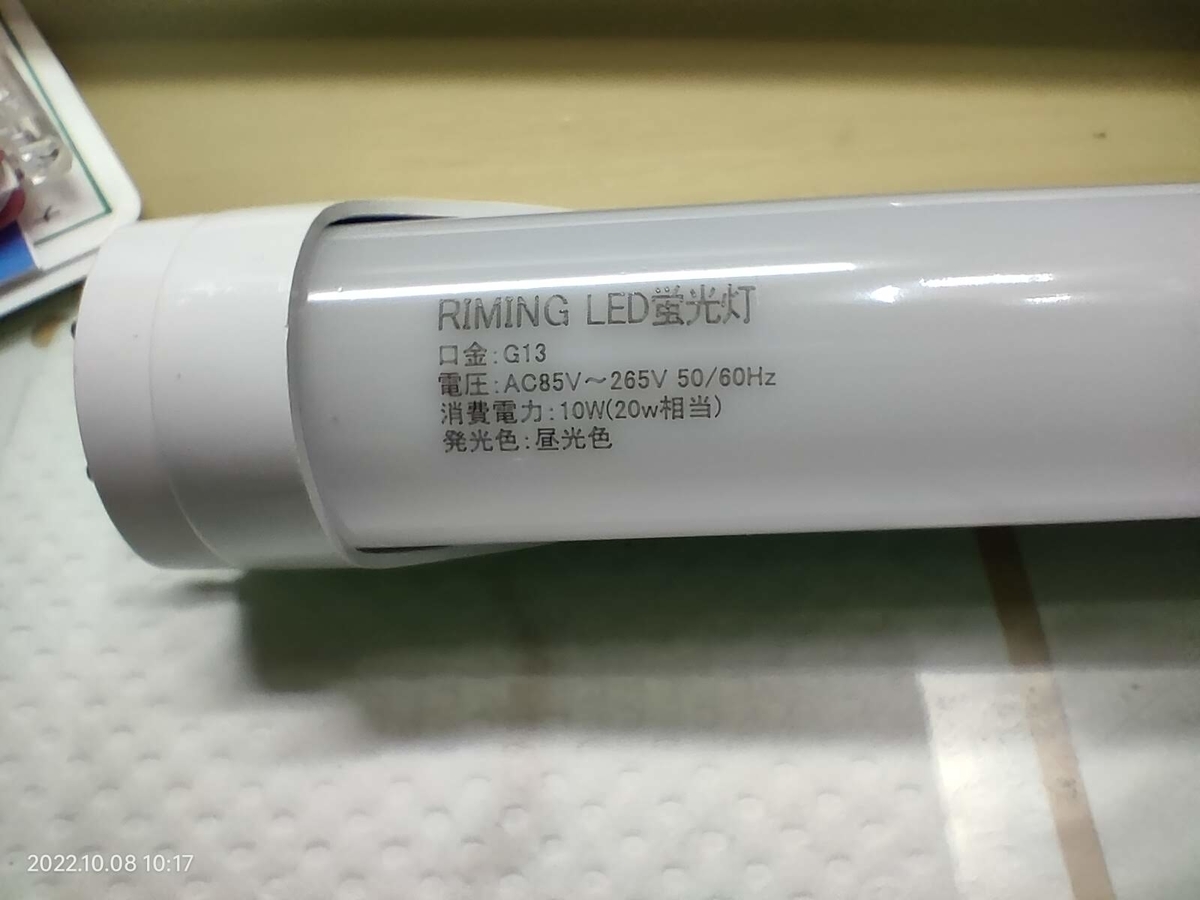 RIMING LED蛍光灯
口金:G13
電圧:AC85V～265V 50/60Hz
消費電力:10W(20w相当)
発光色:昼光色
2022.10.08 10:17